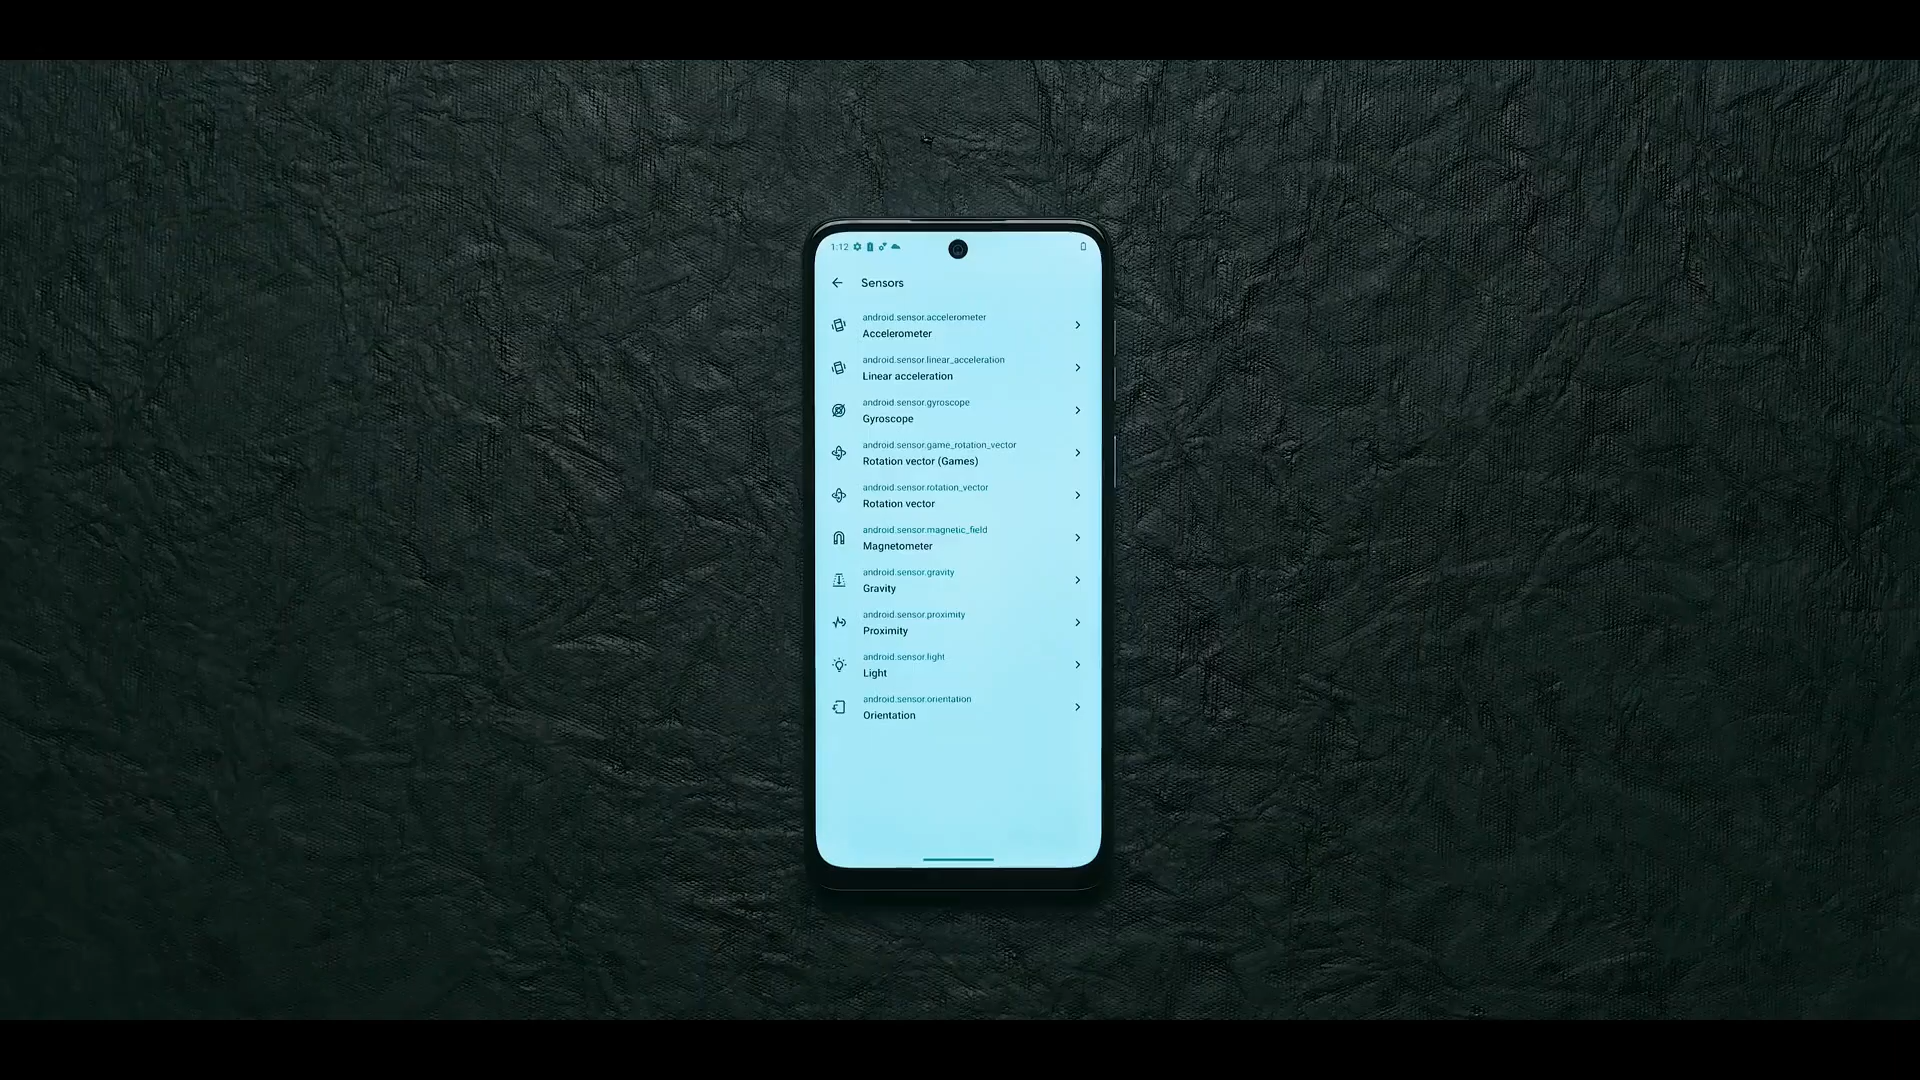 1:12
Sensors
android.sensor.accelerometer
Accelerometer
android.sensor.linear_acceleration
Linear acceleration
android.sensor.gyroscope
Gyroscope
android.sensor.game_rotation_vector
Rotation vector (Games)
android.sensor.rotation_vector
Rotation vector
android.sensor.magnetic_field
Magnetometer
android.sensor.gravity
Gravity
android.sensor.proximity
Proximity
android.sensor.light
Light
android.sensor.orientation
Orientation